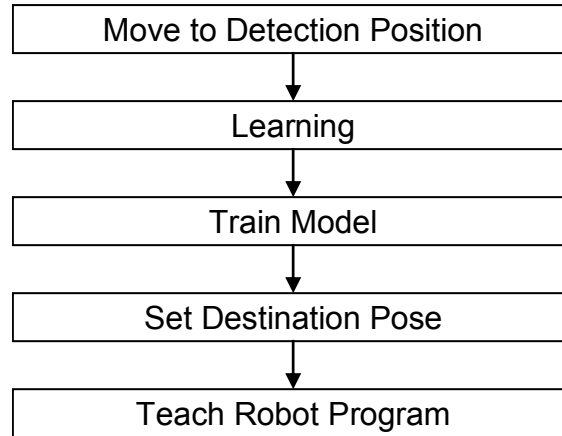 Move to Detection Position
Learning
Train Model
Set Destination Pose
Teach Robot Program